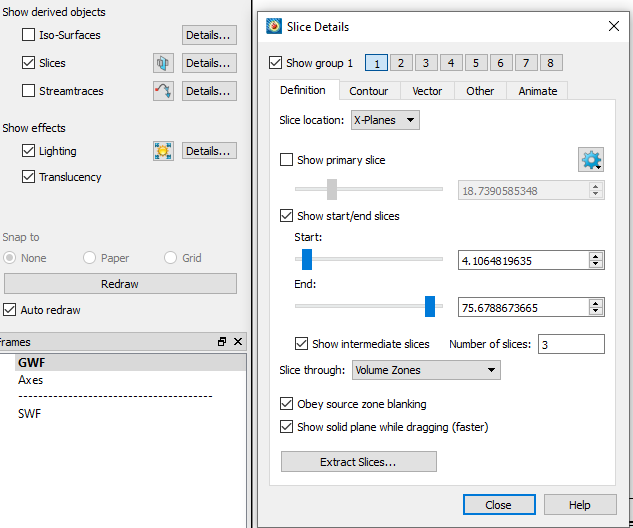 Show derived objects
Iso-Surfaces Details...
Slices Details...
Streamtraces Details...
Show effects
Lighting Details...
Translucency
Snap to
None Paper Grid
Redraw
Auto redraw
Frames
GWF
Axes
----------------------------------------
SWF
Slice Details
Show group 1 1 2 3 4 5 6 7 8
Definition Contour Vector Other Animate
Slice location: X-Planes
Show primary slice
18.7390585348
Show start/end slices
Start:
4.1064819635
End:
75.6788673665
Show intermediate slices Number of slices: 3
Slice through: Volume Zones
Obey source zone blanking
Show solid plane while dragging (faster)
Extract Slices...
Close Help